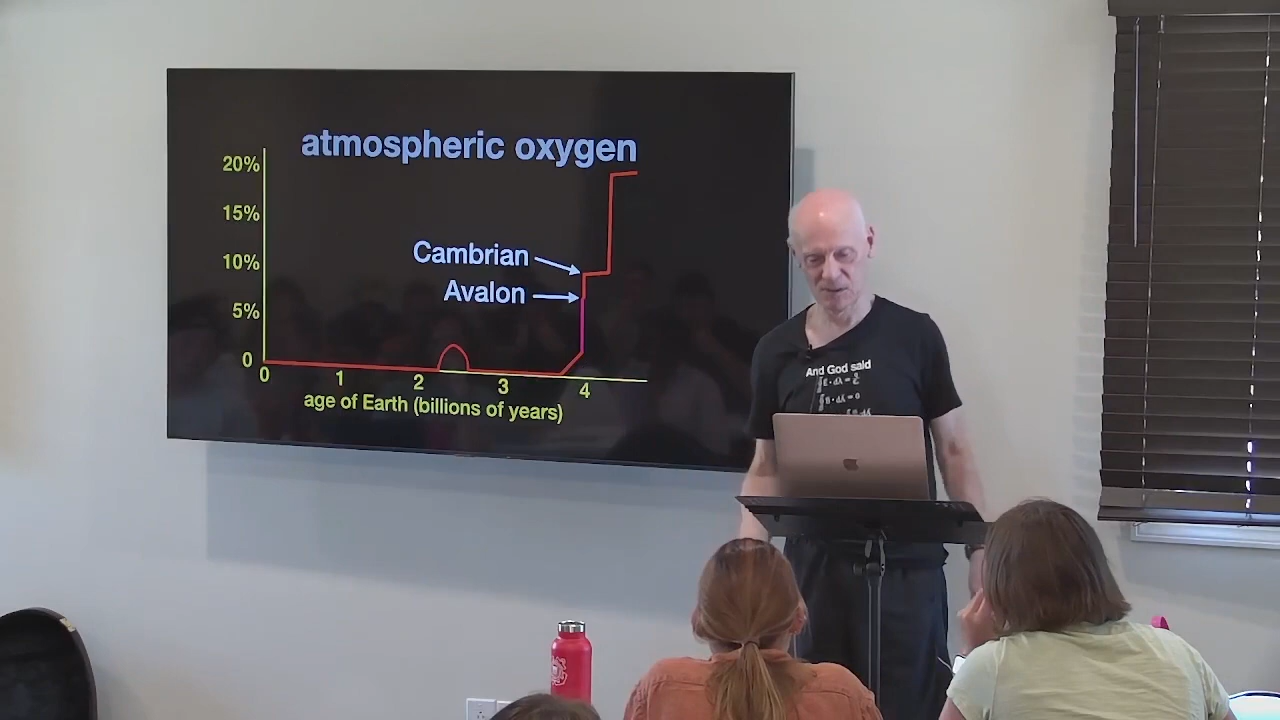 atmospheric oxygen
20%
15%
10%
5%
0
Cambrian
Avalon
0 1 2 3 4
age of Earth (billions of years)
And God said